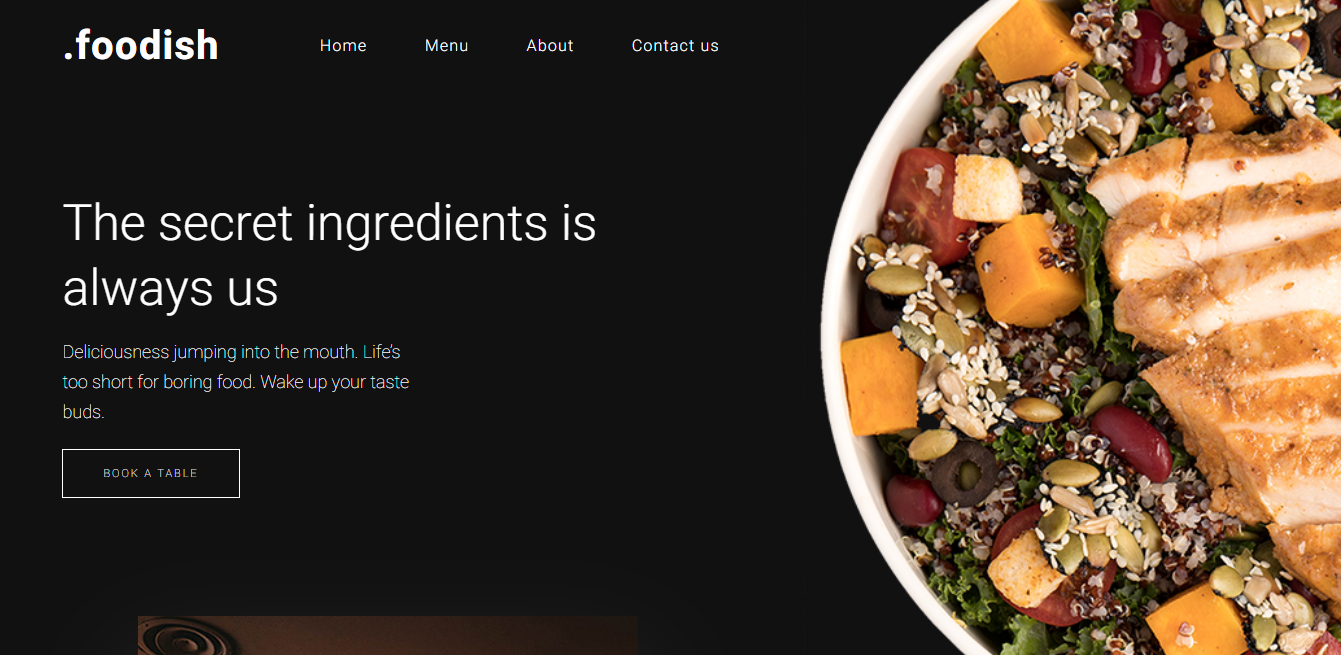 .foodish
Home
Menu
About
Contact us
The secret ingredients is
always us
Deliciousness jumping into the mouth. Life's
too short for boring food. Wake up your taste
buds.
BOOK A TABLE